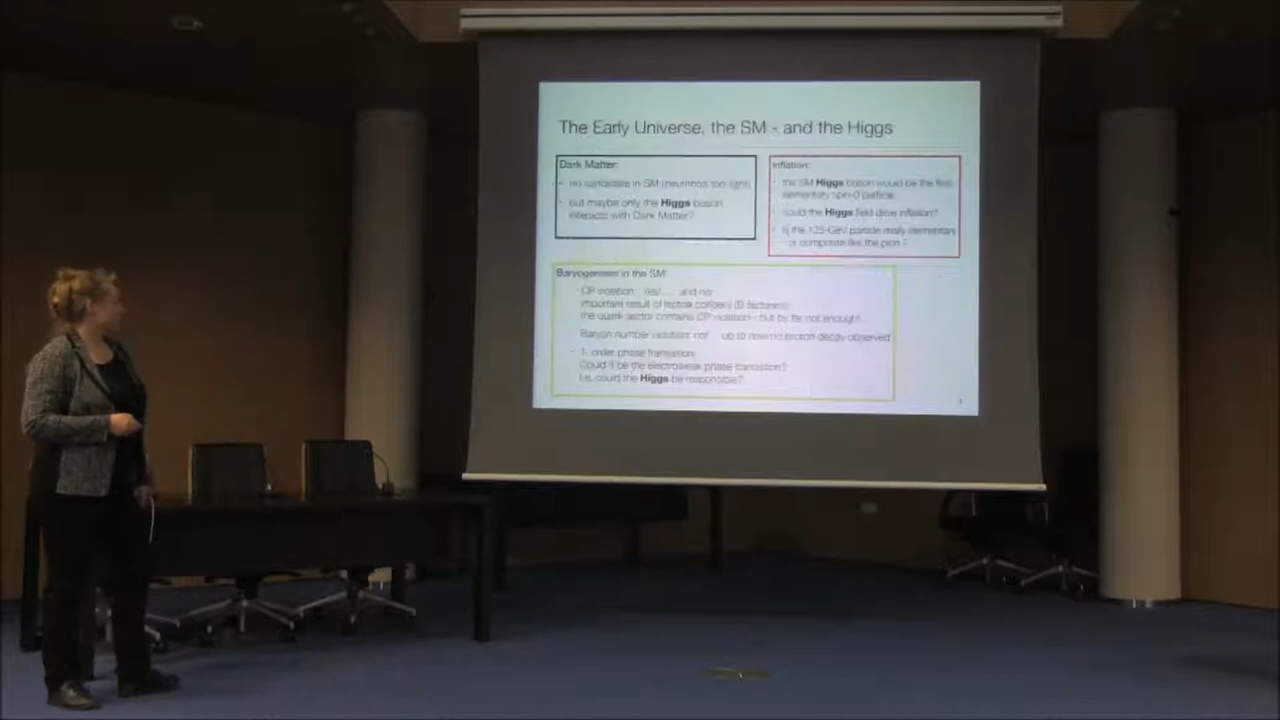 The Early Universe, the SM - and the Higgs
Dark Matter:
no candidate in SM (neutrinos too light)
but maybe only the Higgs boson
interacts with Dark Matter?
Inflation:
the SM Higgs boson would be the first
elementary spin-0 particle
could the Higgs field drive inflation?
is the 125-GeV particle really elementary
or composite like the pion?
Baryogenesis in the SM:
CP violation: Yes! ... and no:
important result of lepton colliders (B factories):
the quark sector contains CP violation - but by far not enough!
Baryon number violation: no! up to now no proton decay observed
1. order phase transition:
Could it be the electroweak phase transition?
I.e. could the Higgs be responsible?